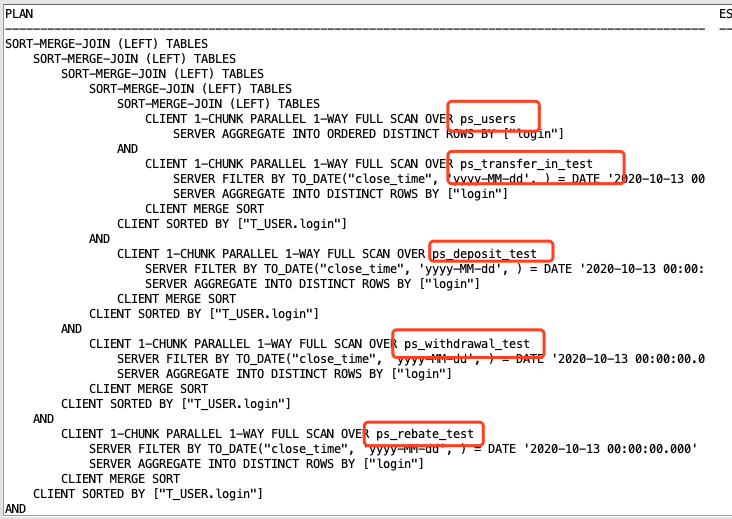 PLAN ES
SORT-MERGE-JOIN (LEFT) TABLES
SORT-MERGE-JOIN (LEFT) TABLES
SORT-MERGE-JOIN (LEFT) TABLES
SORT-MERGE-JOIN (LEFT) TABLES
SORT-MERGE-JOIN (LEFT) TABLES
CLIENT 1-CHUNK PARALLEL 1-WAY FULL SCAN OVER ps_users
SERVER AGGREGATE INTO ORDERED DISTINCT ROWS BY ["login"]
AND
CLIENT 1-CHUNK PARALLEL 1-WAY FULL SCAN OVER ps_transfer_in_test
SERVER FILTER BY TO_DATE("close_time", 'yyyy-MM-dd', ) = DATE '2020-10-13 00
SERVER AGGREGATE INTO DISTINCT ROWS BY ["login"]
CLIENT MERGE SORT
CLIENT SORTED BY ["T_USER.login"]
AND
CLIENT 1-CHUNK PARALLEL 1-WAY FULL SCAN OVER ps_deposit_test
SERVER FILTER BY TO_DATE("close_time", 'yyyy-MM-dd', ) = DATE '2020-10-13 00:00:
SERVER AGGREGATE INTO DISTINCT ROWS BY ["login"]
CLIENT MERGE SORT
CLIENT SORTED BY ["T_USER.login"]
AND
CLIENT 1-CHUNK PARALLEL 1-WAY FULL SCAN OVER ps_withdrawal_test
SERVER FILTER BY TO_DATE("close_time", 'yyyy-MM-dd', ) = DATE '2020-10-13 00:00:00.0
SERVER AGGREGATE INTO DISTINCT ROWS BY ["login"]
CLIENT MERGE SORT
CLIENT SORTED BY ["T_USER.login"]
AND
CLIENT 1-CHUNK PARALLEL 1-WAY FULL SCAN OVER ps_rebate_test
SERVER FILTER BY TO_DATE("close_time", 'yyyy-MM-dd', ) = DATE '2020-10-13 00:00:00.000'
SERVER AGGREGATE INTO DISTINCT ROWS BY ["login"]
CLIENT MERGE SORT
CLIENT SORTED BY ["T_USER.login"]
AND